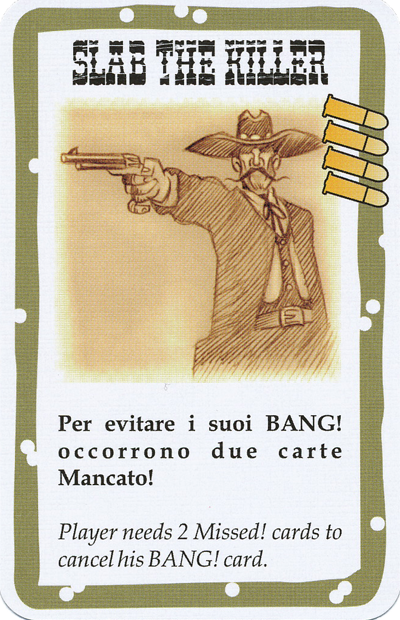 SLAB THE KILLER
Per evitare i suoi BANG!
occorrono due carte
Mancato!
Player needs 2 Missed! cards to
cancel his BANG! card.